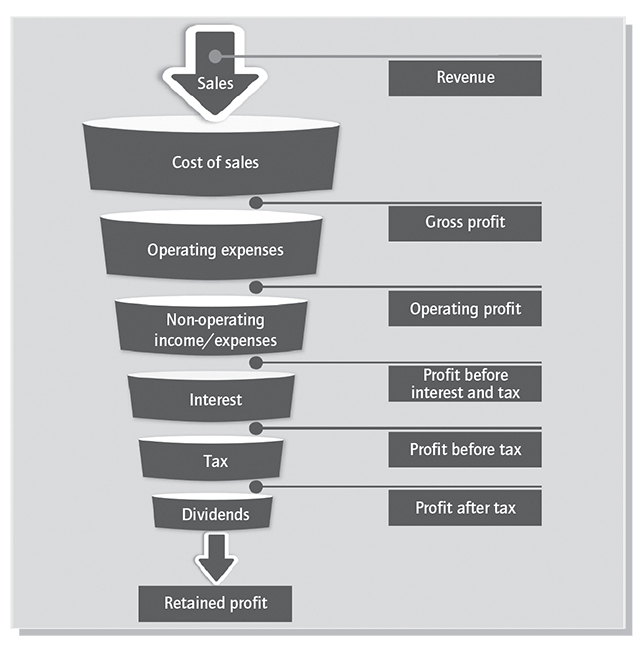 Sales
Revenue
Cost of sales
Gross profit
Operating expenses
Operating profit
Non-operating
income/expenses
Profit before
interest and tax
Interest
Profit before tax
Tax
Profit after tax
Dividends
Retained profit